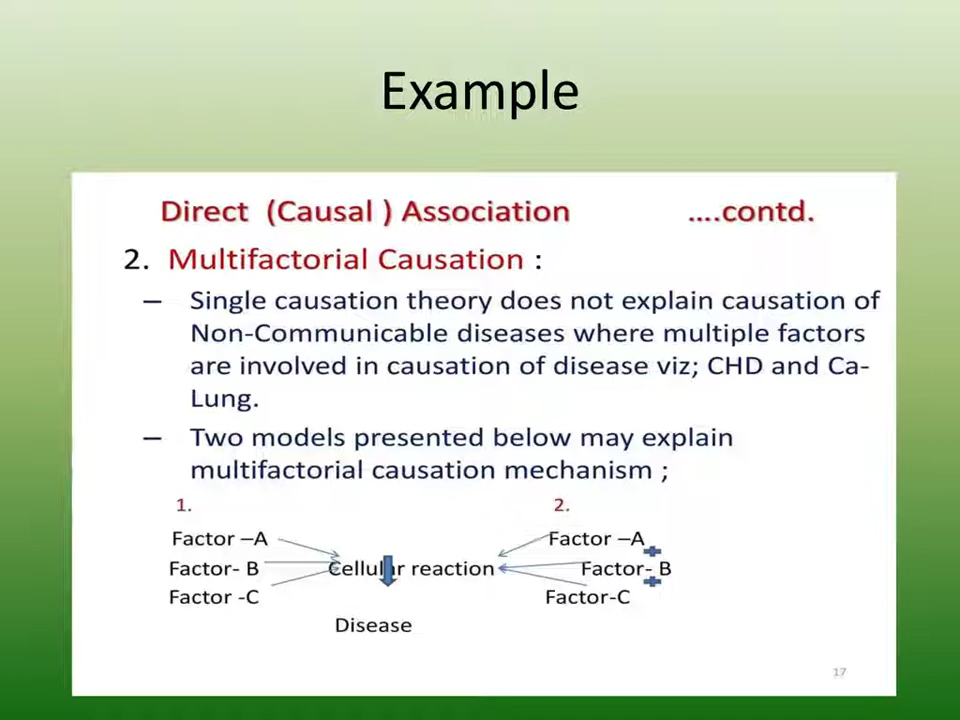 Example
Direct (Causal ) Association ....contd.
2. Multifactorial Causation :
– Single causation theory does not explain causation of
Non-Communicable diseases where multiple factors
are involved in causation of disease viz; CHD and Ca-
Lung.
– Two models presented below may explain
multifactorial causation mechanism ;
1. 2.
Factor –A Factor –A
Factor- B Cellular reaction Factor- B
Factor -C Factor-C
Disease
17